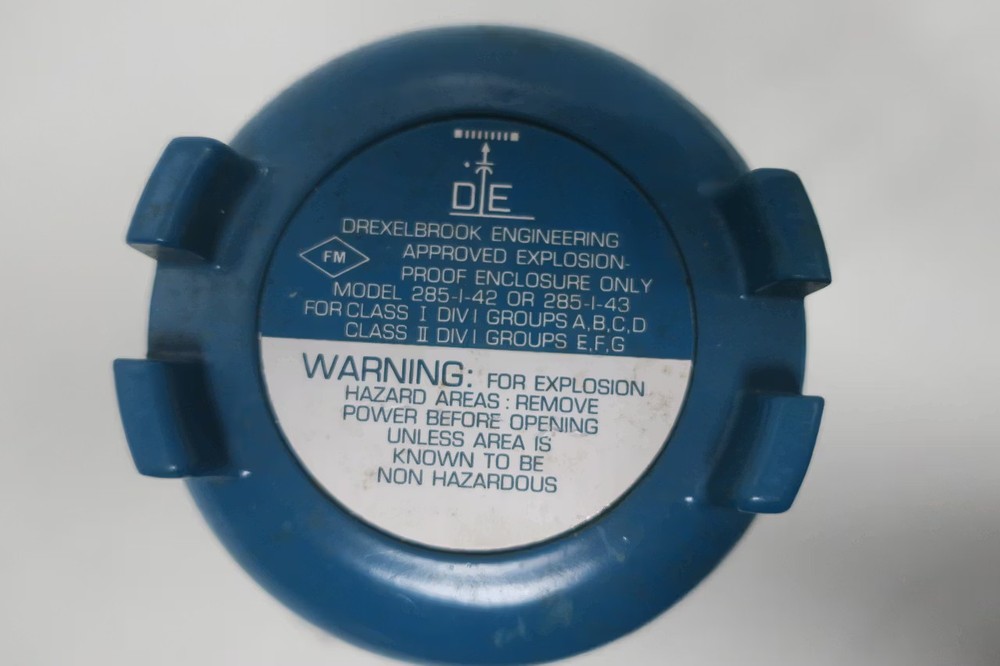 DE
DREXELBROOK ENGINEERING
FM
APPROVED EXPLOSION-
PROOF ENCLOSURE ONLY
MODEL 285-1-42 OR 285-1-43
FOR CLASS I DIV I GROUPS A,B,C,D
CLASS II DIV I GROUPS E,F,G
WARNING: FOR EXPLOSION
HAZARD AREAS: REMOVE
POWER BEFORE OPENING
UNLESS AREA IS
KNOWN TO BE
NON HAZARDOUS